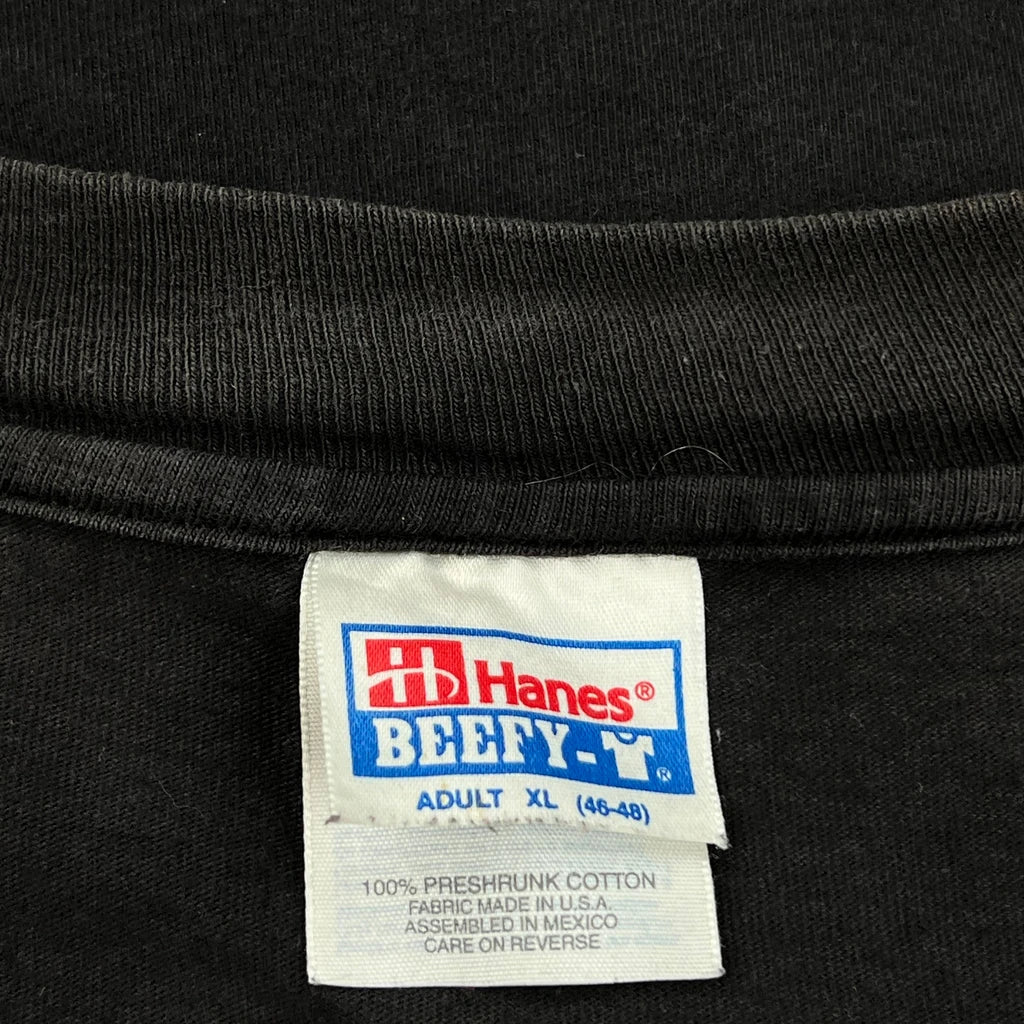 Hanes®
BEEFY-T®
ADULT XL (46-48)
100% PRESHRUNK COTTON
FABRIC MADE IN U.S.A.
ASSEMBLED IN MEXICO
CARE ON REVERSE